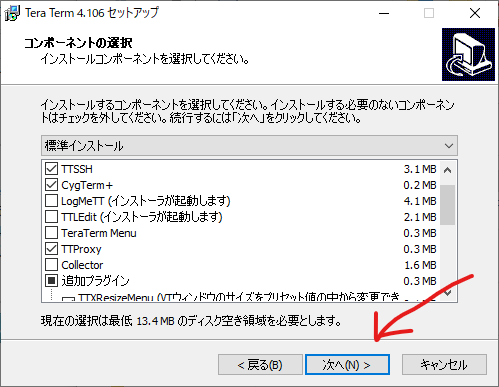 Tera Term 4.106 セットアップ
コンポーネントの選択
インストールコンポーネントを選択してください。
インストールするコンポーネントを選択してください。インストールする必要のないコンポーネン
トはチェックを外してください。続行するには「次へ」をクリックしてください。
標準インストール
TTSSH 3.1 MB
CygTerm+ 0.2 MB
LogMeTT (インストーラが起動します) 4.1 MB
TTLEdit (インストーラが起動します) 2.1 MB
TeraTerm Menu 0.3 MB
TTProxy 0.3 MB
Collector 1.6 MB
追加プラグイン 0.3 MB
TTXResizeMenu (VTウィンドウのサイズをプリセット値の中から変更でき
現在の選択は最低 13.4 MB のディスク空き領域を必要とします。
< 戻る(B) 次へ(N) > キャンセル